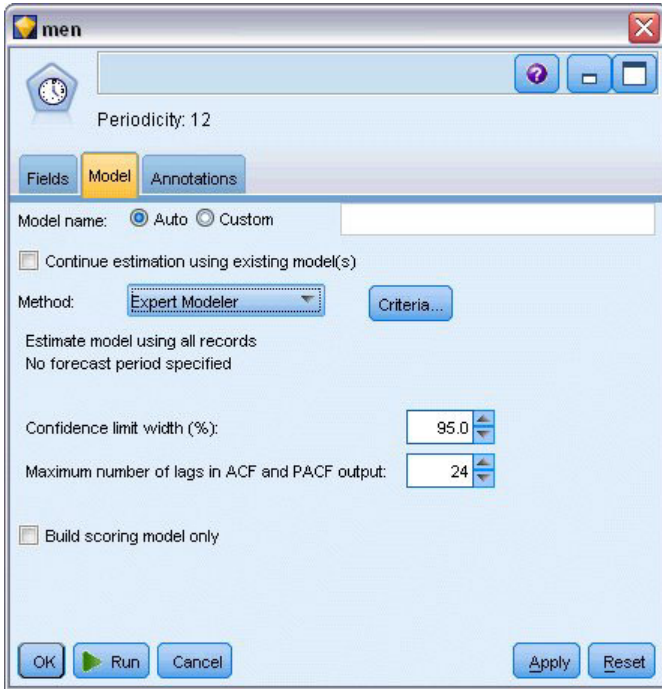 men
Periodicity: 12
Fields Model Annotations
Model name: Auto Custom
Continue estimation using existing model(s)
Method: Expert Modeler Criteria...
Estimate model using all records
No forecast period specified
Confidence limit width (%): 95.0
Maximum number of lags in ACF and PACF output: 24
Build scoring model only
OK Run Cancel Apply Reset